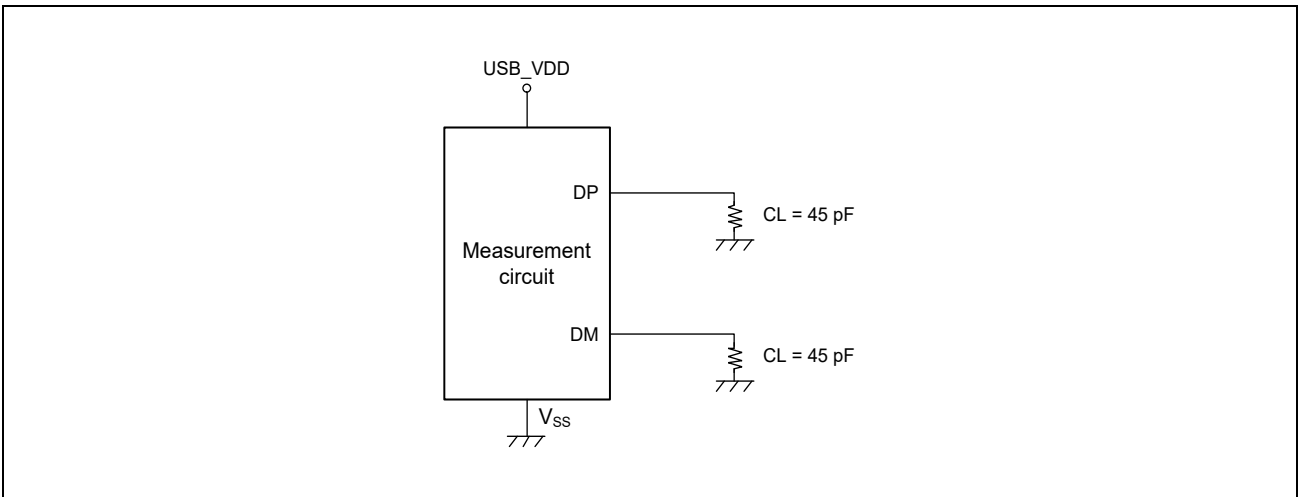 USB_VDD
DP
CL = 45 pF
Measurement
circuit
DM
CL = 45 pF
VSS